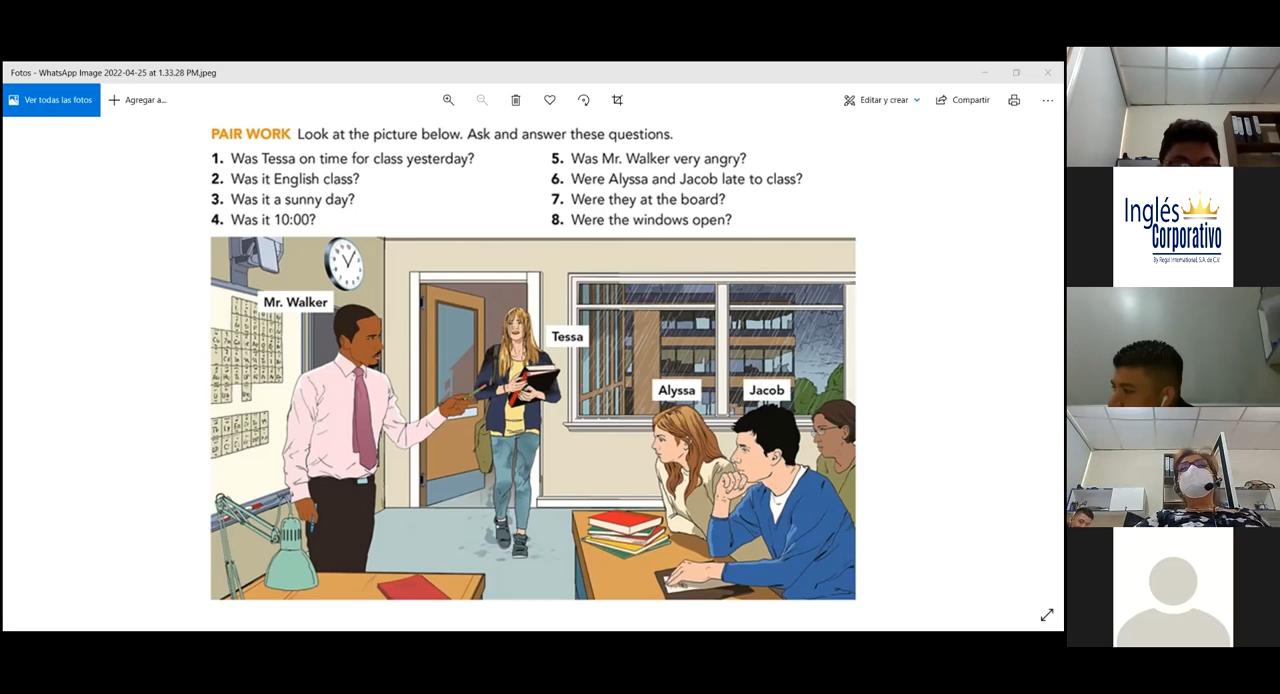 Fotos - WhatsApp Image 2022-04-25 at 1.33.28 PM.jpeg
Ver todas las fotos
Agregar a...
Editar y crear
Compartir
PAIR WORK Look at the picture below. Ask and answer these questions.
1. Was Tessa on time for class yesterday?
2. Was it English class?
3. Was it a sunny day?
4. Was it 10:00?
5. Was Mr. Walker very angry?
6. Were Alyssa and Jacob late to class?
7. Were they at the board?
8. Were the windows open?
Mr. Walker
Tessa
Alyssa
Jacob
Inglés
Corporativo
By Regal International, S.A. de C.V.